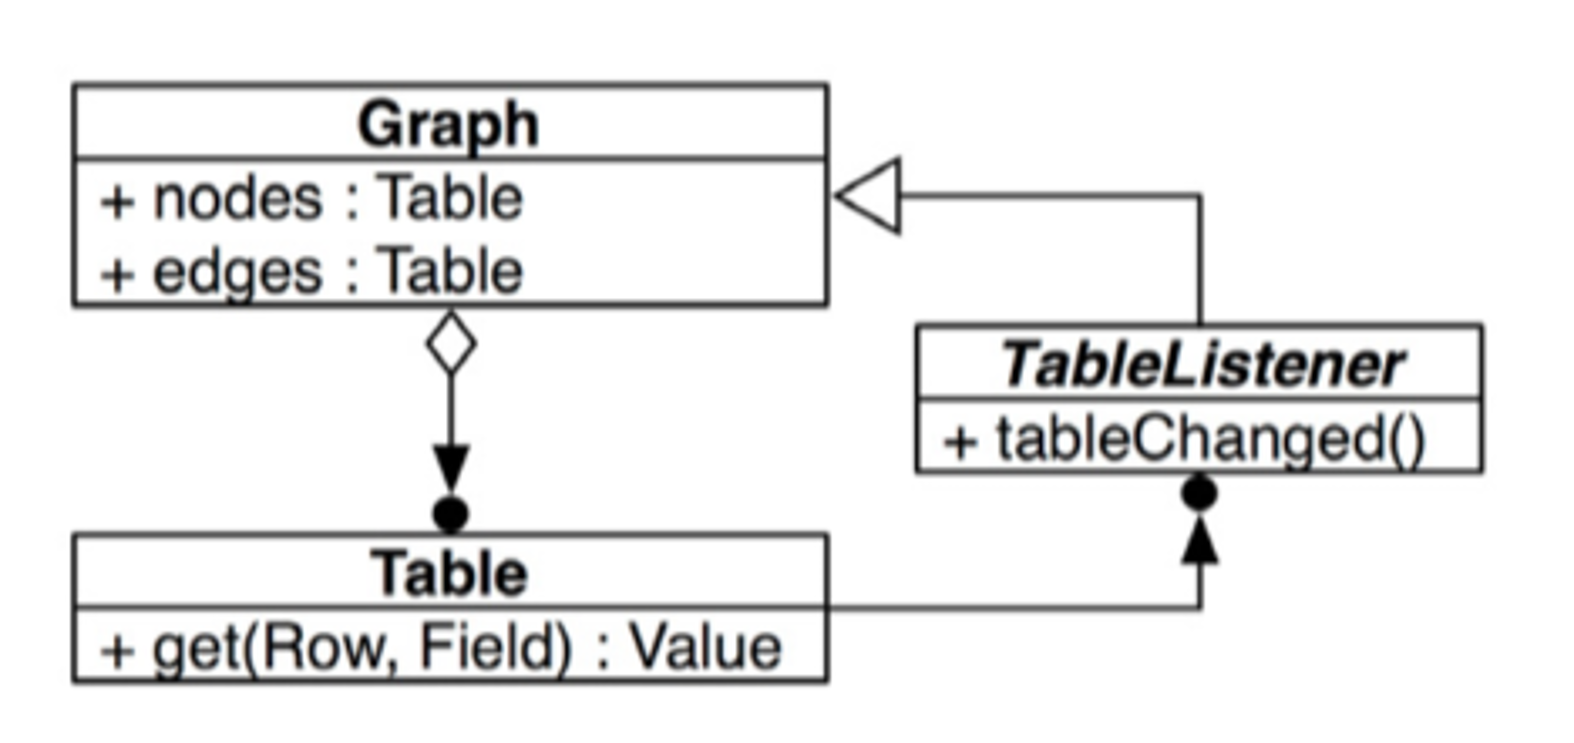 Graph
+ nodes : Table
+ edges : Table
TableListener
+ tableChanged()
Table
+ get(Row, Field) : Value